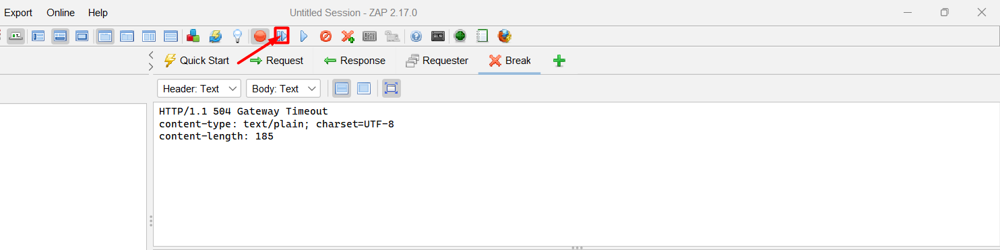 Export Online Help Untitled Session - ZAP 2.17.0
Quick Start Request Response Requester Break
Header: Text Body: Text
HTTP/1.1 504 Gateway Timeout
content-type: text/plain; charset=UTF-8
content-length: 185